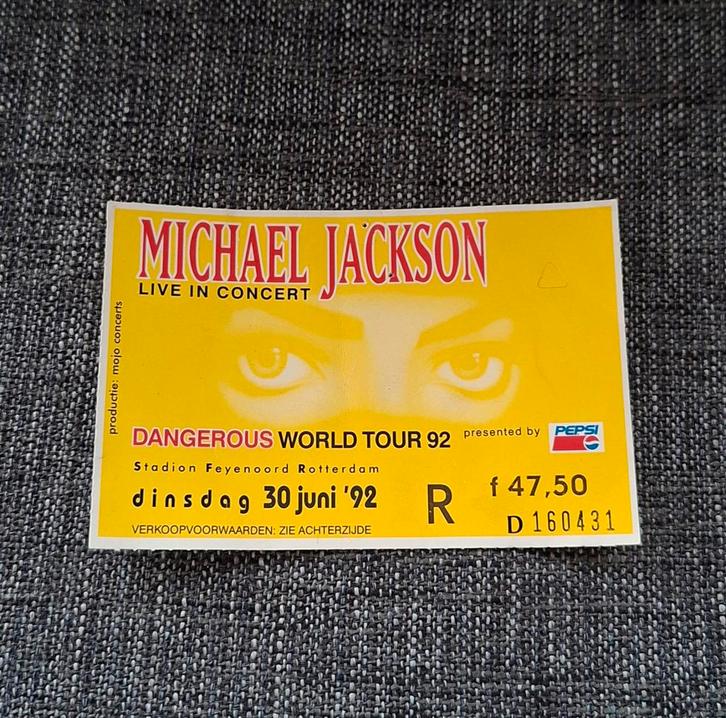 MICHAEL JACKSON
LIVE IN CONCERT
productie: mojo concerts
DANGEROUS WORLD TOUR 92
presented by PEPSI
Stadion Feyenoord Rotterdam
dinsdag 30 juni '92
R
f 47,50
D 160431
VERKOOPVOORWAARDEN: ZIE ACHTERZIJDE